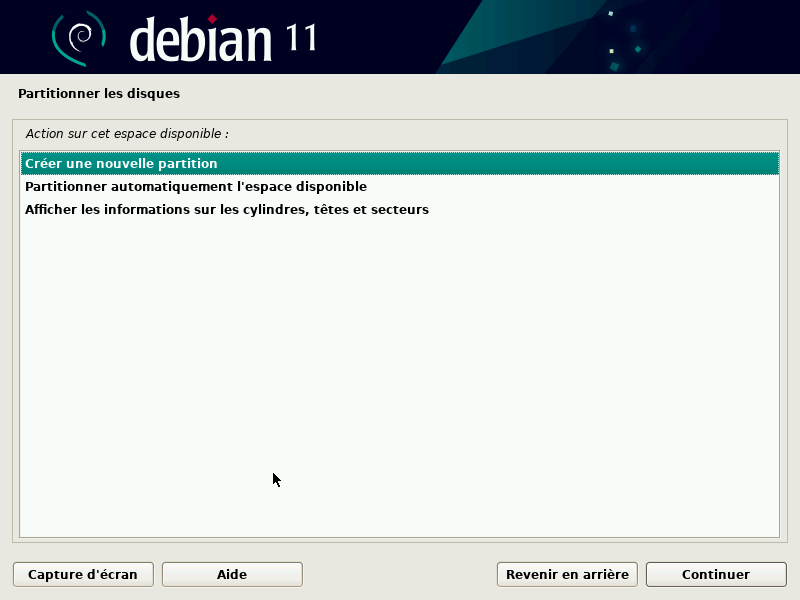 debian 11
Partitionner les disques
Action sur cet espace disponible :
Créer une nouvelle partition
Partitionner automatiquement l'espace disponible
Afficher les informations sur les cylindres, têtes et secteurs
Capture d'écran Aide Revenir en arrière Continuer